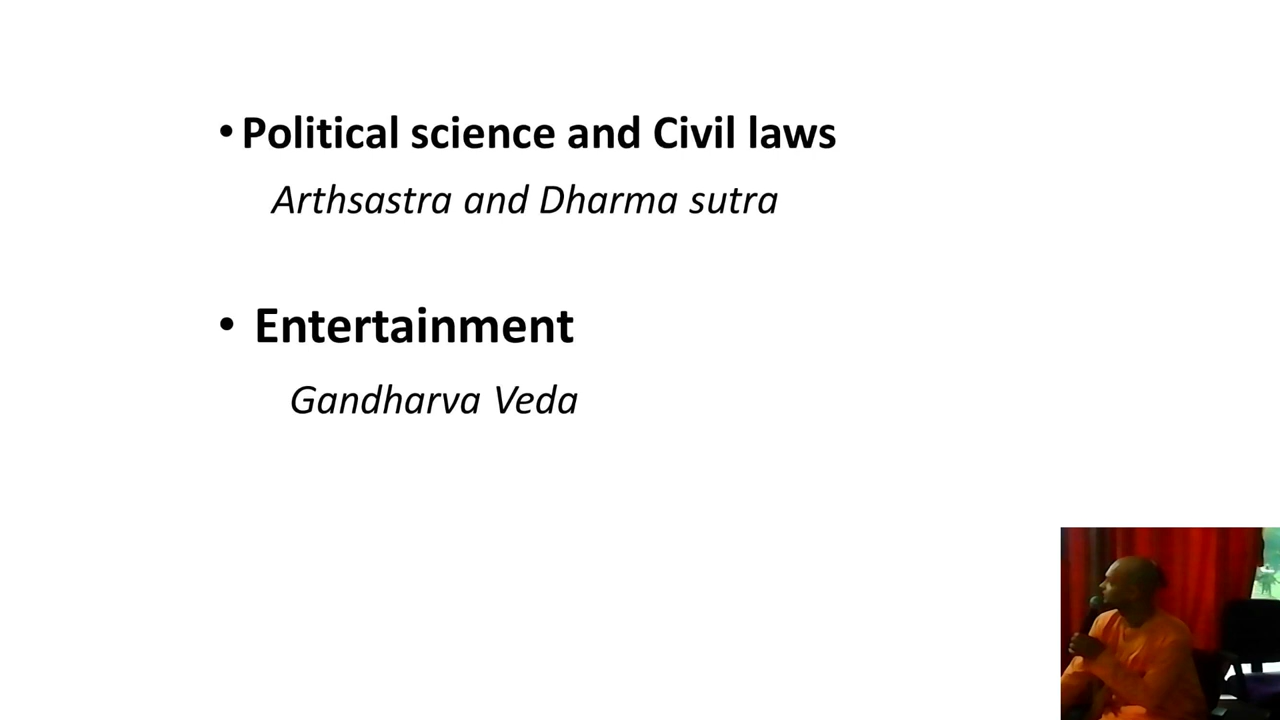 • Political science and Civil laws
Arthsastra and Dharma sutra
• Entertainment
Gandharva Veda